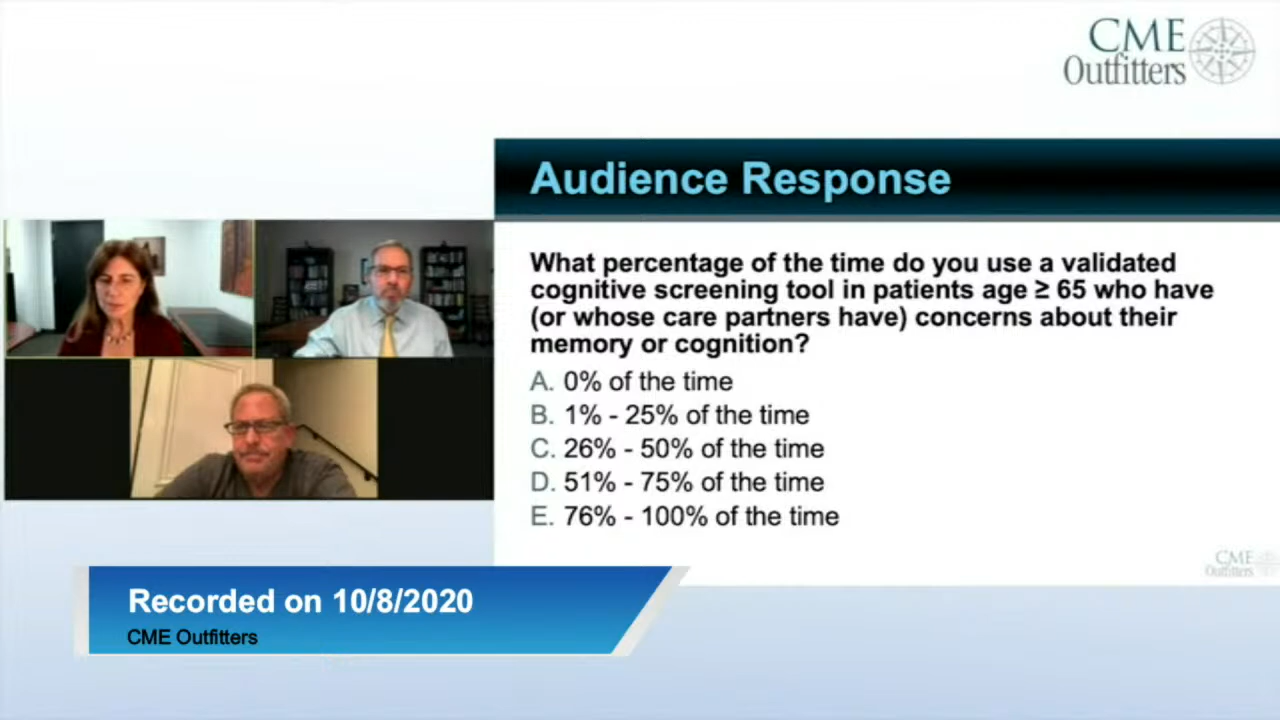 CME
Outfitters
Audience Response
What percentage of the time do you use a validated
cognitive screening tool in patients age ≥ 65 who have
(or whose care partners have) concerns about their
memory or cognition?
A. 0% of the time
B. 1% - 25% of the time
C. 26% - 50% of the time
D. 51% - 75% of the time
E. 76% - 100% of the time
CME
Outfitters
Recorded on 10/8/2020
CME Outfitters